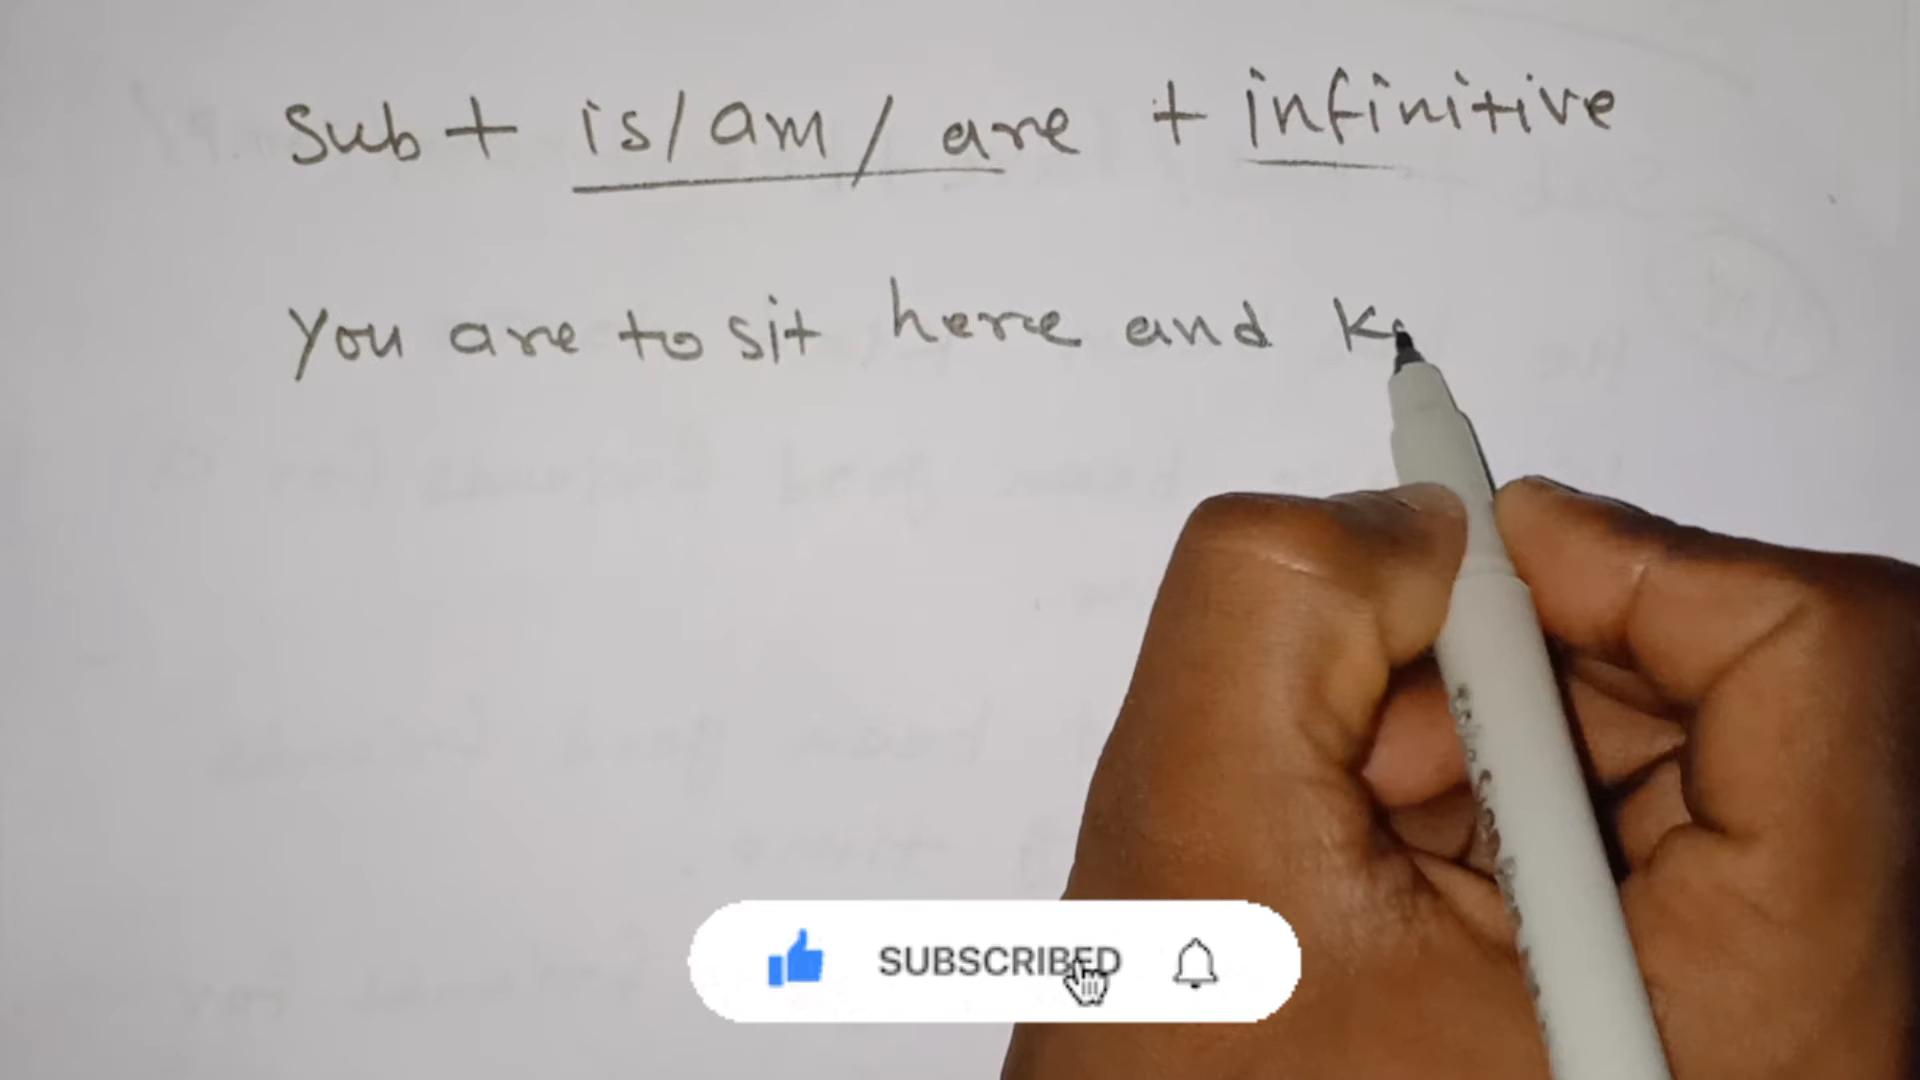 Sub + is/am/are + infinitive
You are to sit here and
SUBSCRIBED